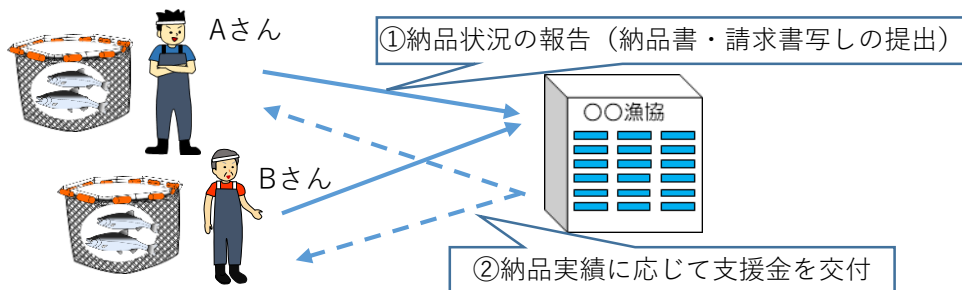 Aさん
①納品状況の報告（納品書・請求書写しの提出）
〇〇漁協
Bさん
②納品実績に応じて支援金を交付